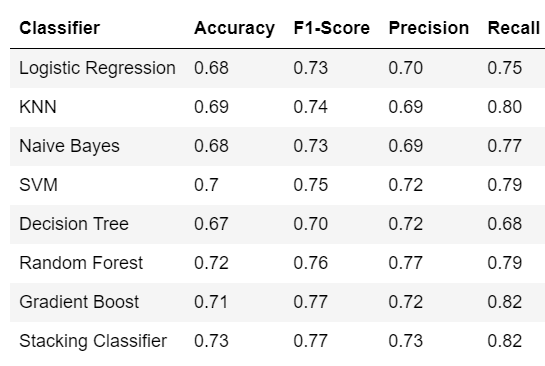 Classifier Accuracy F1-Score Precision Recall
Logistic Regression 0.68 0.73 0.70 0.75
KNN 0.69 0.74 0.69 0.80
Naive Bayes 0.68 0.73 0.69 0.77
SVM 0.7 0.75 0.72 0.79
Decision Tree 0.67 0.70 0.72 0.68
Random Forest 0.72 0.76 0.77 0.79
Gradient Boost 0.71 0.77 0.72 0.82
Stacking Classifier 0.73 0.77 0.73 0.82